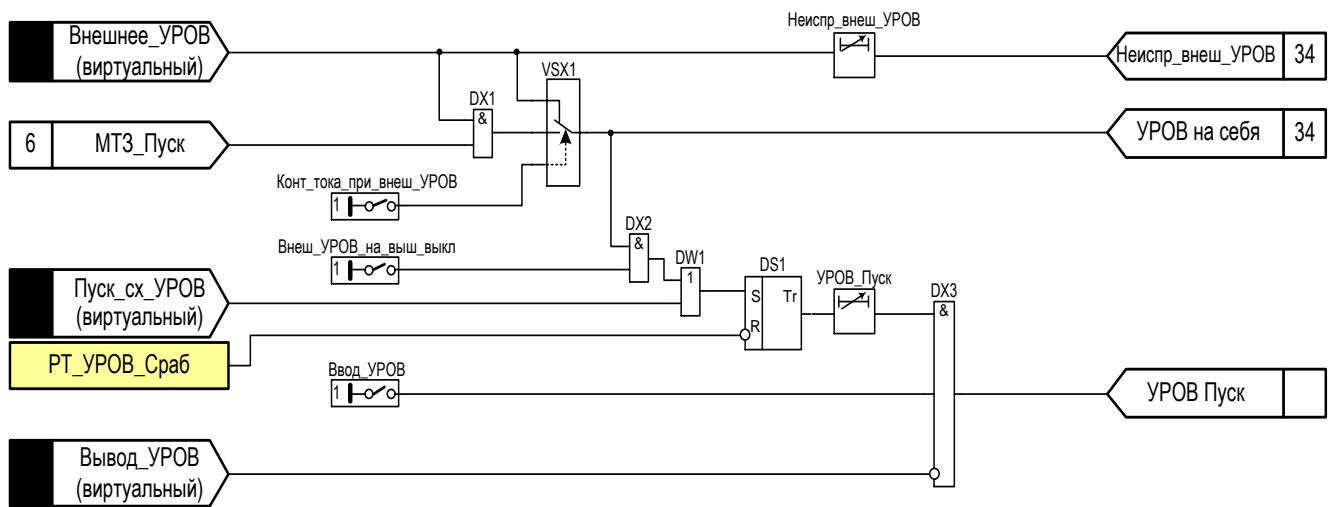 Внешнее_УРОВ
(виртуальный)
Неиспр_внеш_УРОВ
Неиспр_внеш_УРОВ 34
VSX1
DX1
&
6 МТЗ_Пуск
УРОВ на себя 34
Конт_тока_при_внеш_УРОВ
1
DX2
&
Внеш_УРОВ_на_выш_выкл
1
DW1
1
Пуск_сх_УРОВ
(виртуальный)
DS1
S Tr
R
УРОВ_Пуск
DX3
&
РТ_УРОВ_Сраб
Ввод_УРОВ
1
УРОВ Пуск
Вывод_УРОВ
(виртуальный)